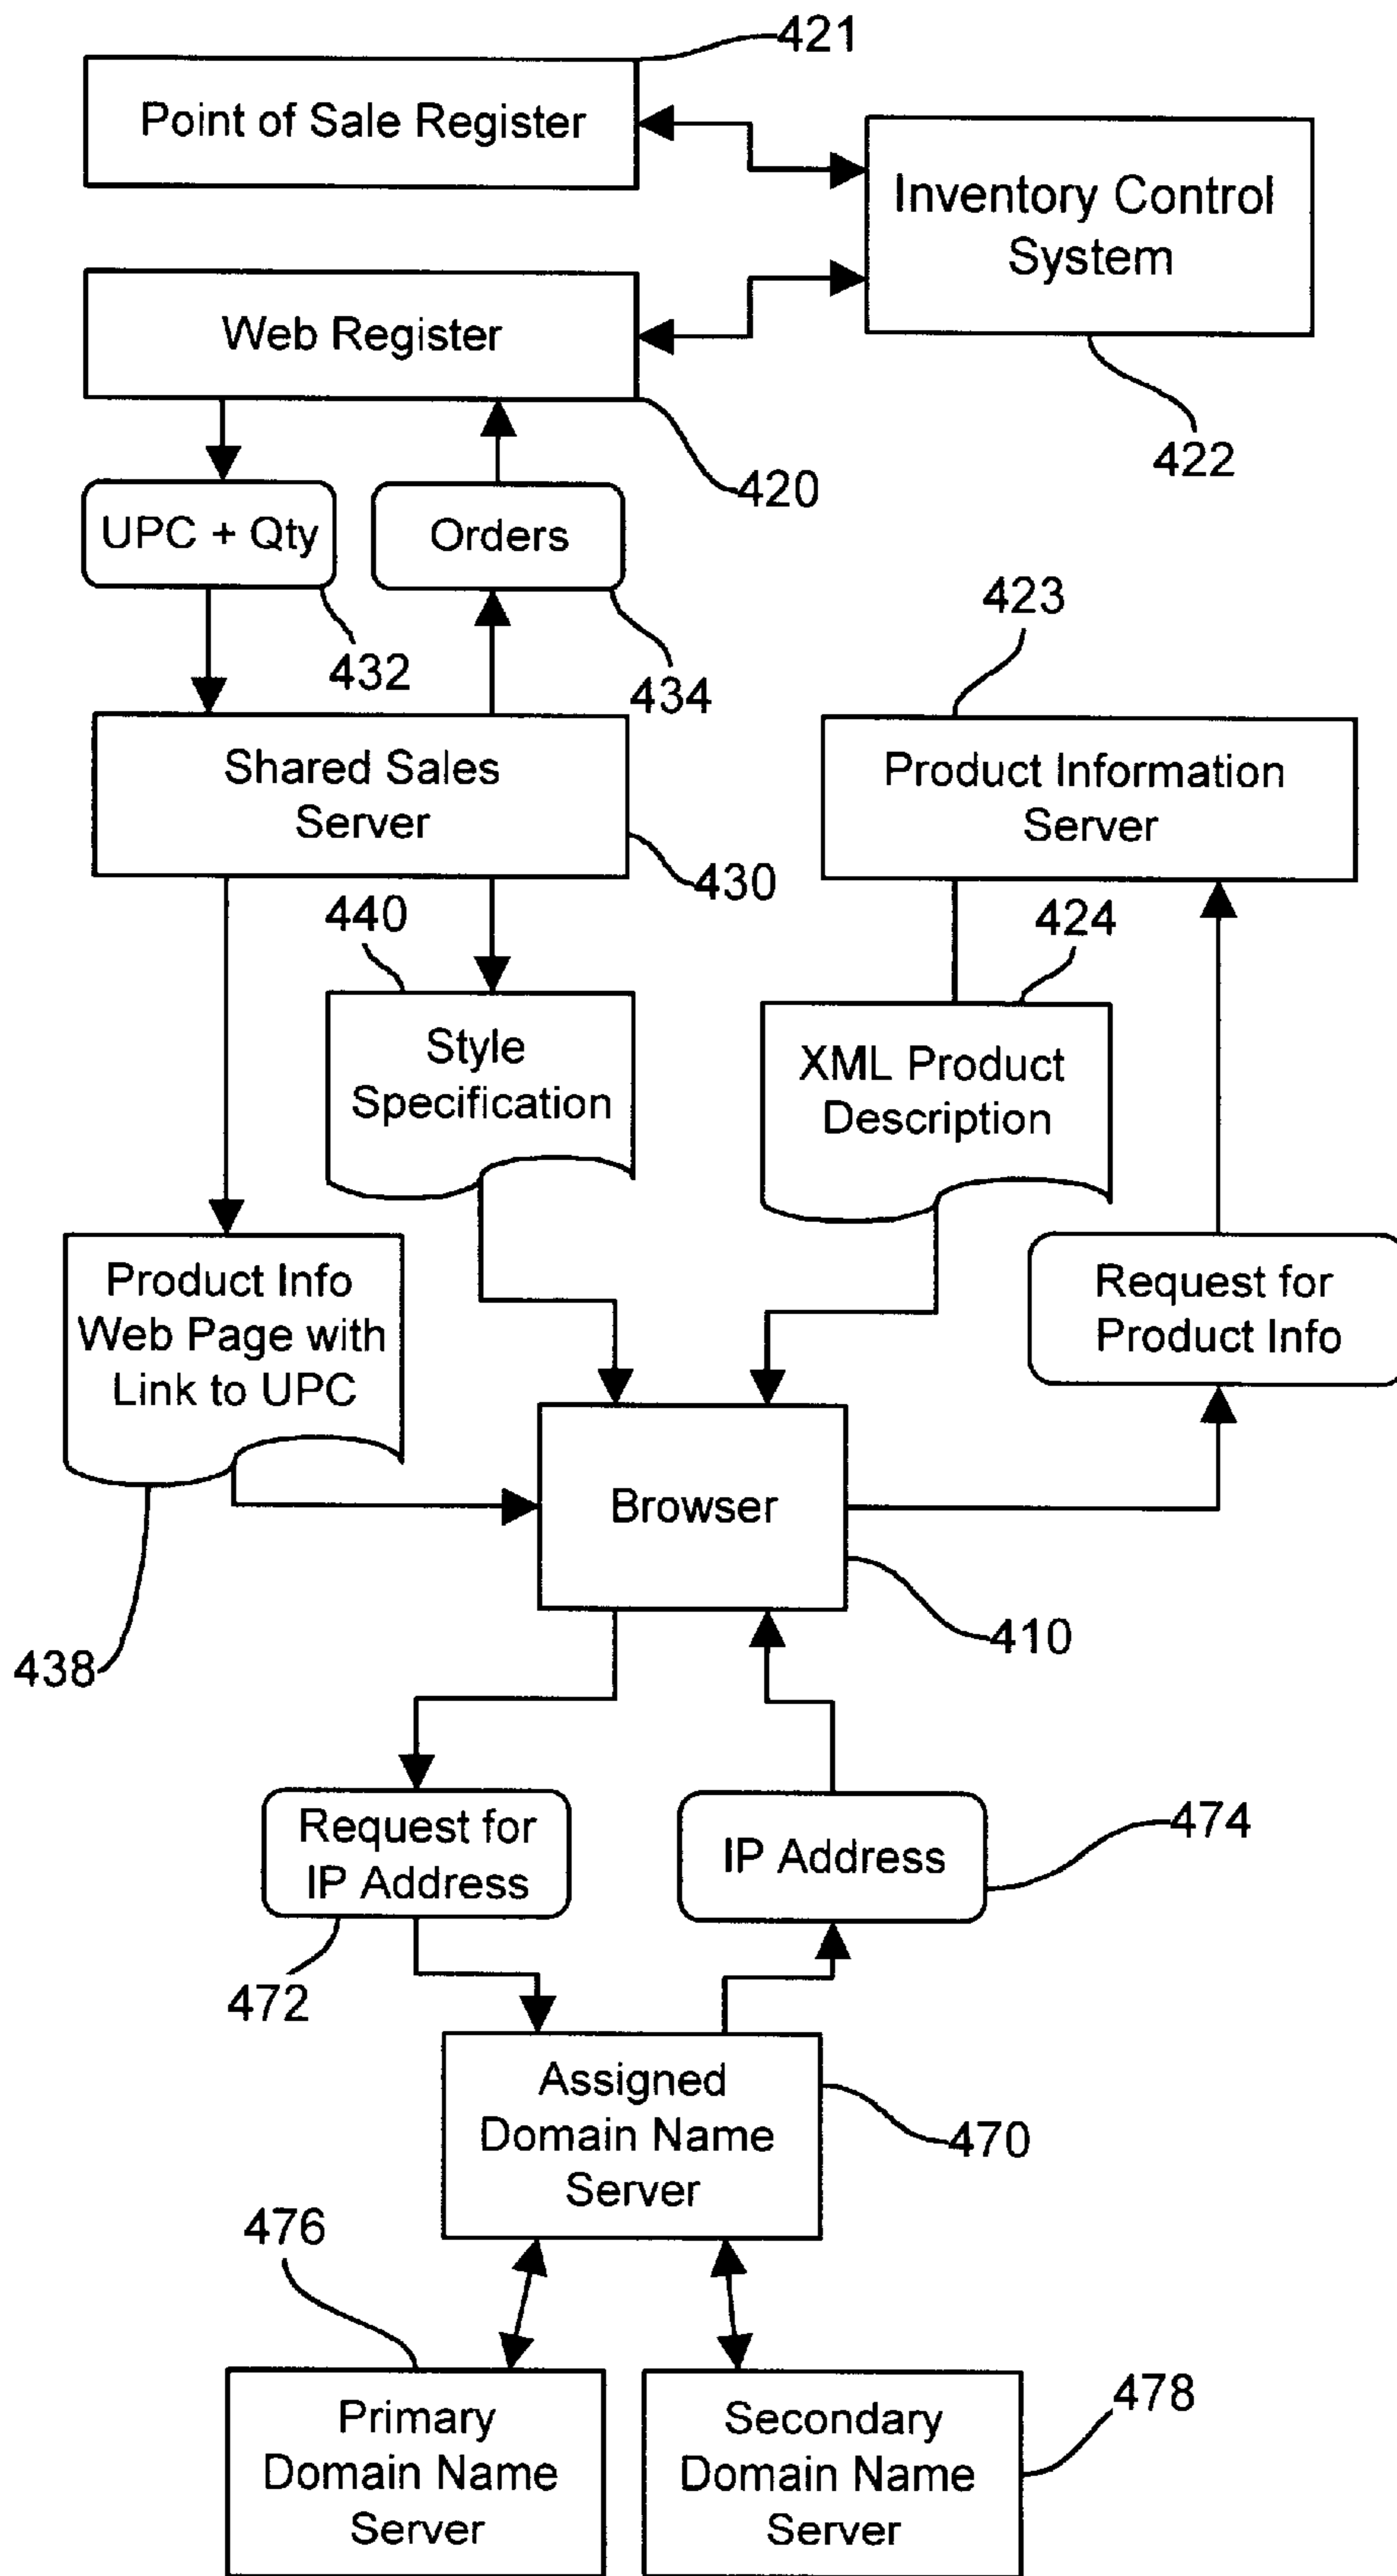 421
Point of Sale Register
Inventory Control
System
Web Register
422
420
UPC + Qty
Orders
423
432
434
Shared Sales
Server
Product Information
Server
430
440
424
Style
Specification
XML Product
Description
Product Info
Web Page with
Link to UPC
Request for
Product Info
Browser
410
438
Request for
IP Address
IP Address
474
472
Assigned
Domain Name
Server
470
476
Primary
Domain Name
Server
Secondary
Domain Name
Server
478